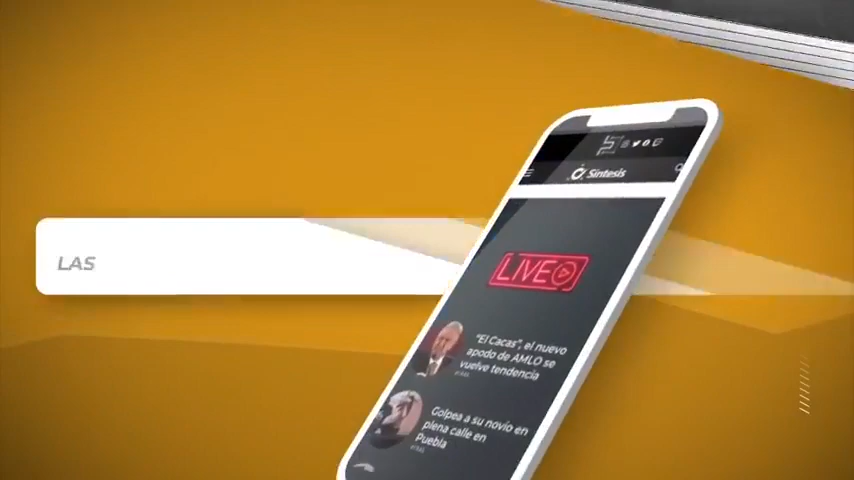 Síntesis
LAS
LIVE
"El Cacas", el nuevo
apodo de AMLO se
vuelve tendencia
Golpea a su novio en
plena calle en
Puebla